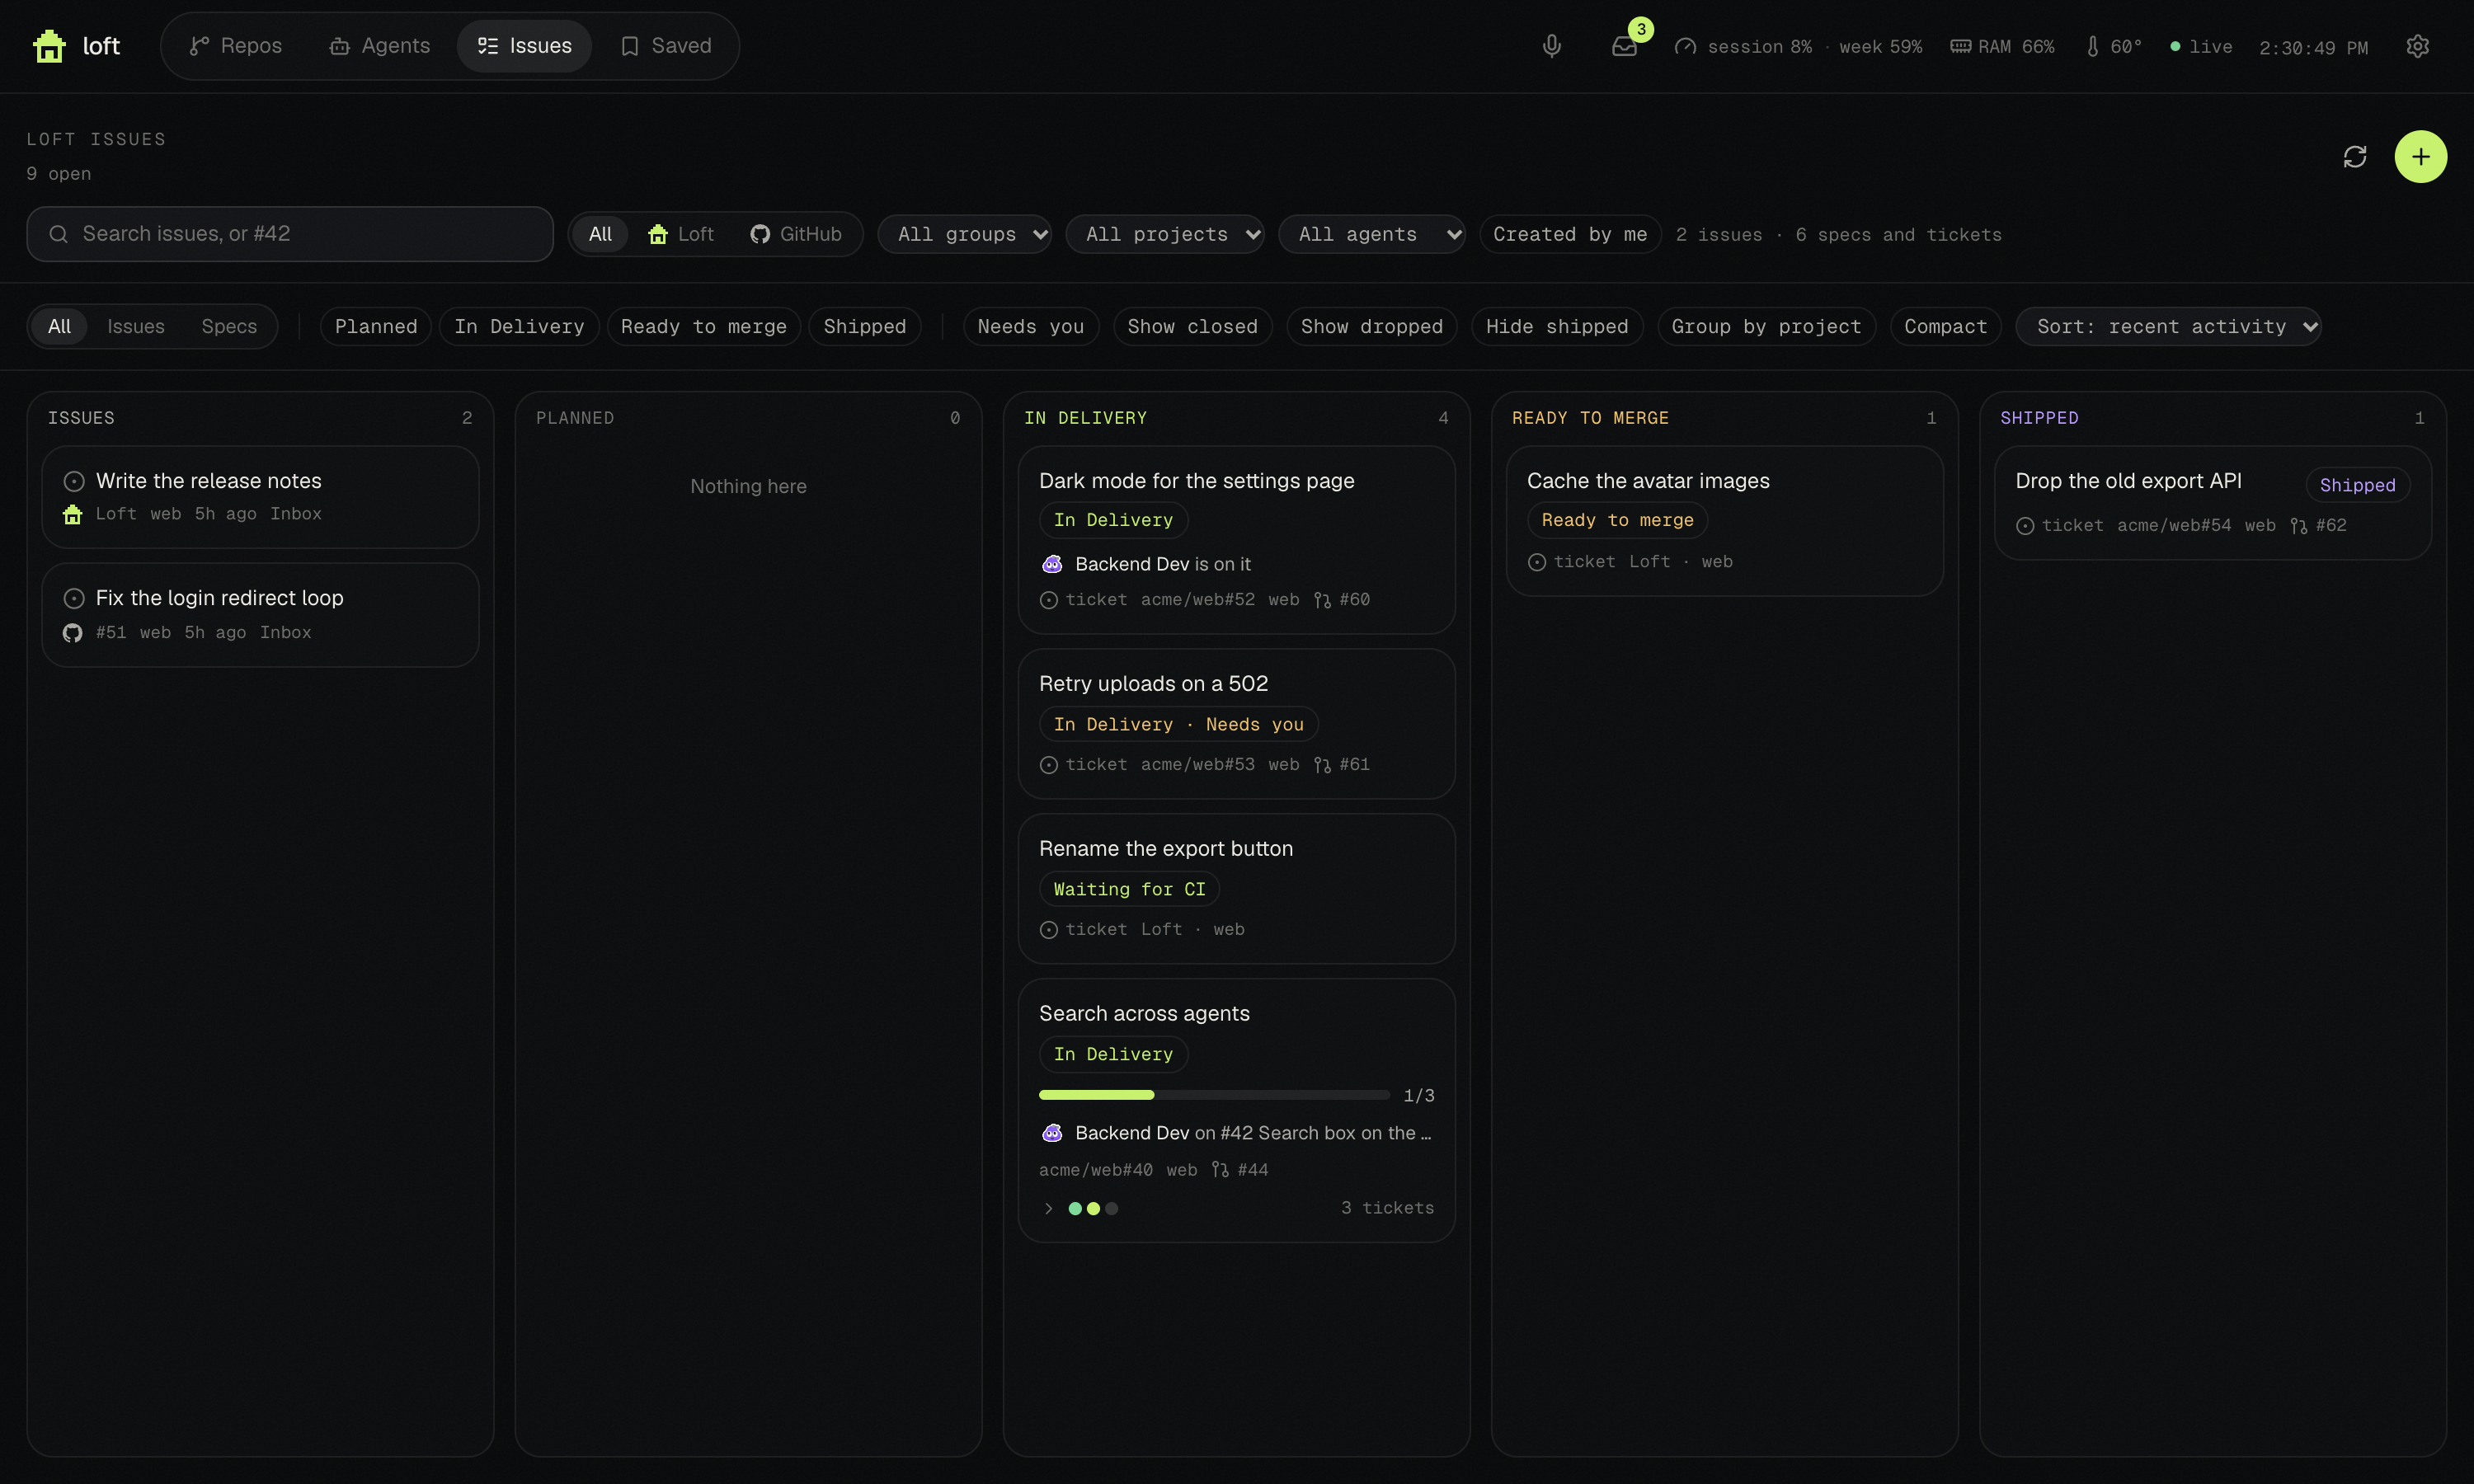 loft
Repos Agents Issues Saved
3
session 8% · week 59% RAM 66% 60° live 2:30:49 PM
LOFT ISSUES
9 open
Search issues, or #42
All Loft GitHub All groups All projects All agents Created by me 2 issues · 6 specs and tickets
All Issues Specs Planned In Delivery Ready to merge Shipped Needs you Show closed Show dropped Hide shipped Group by project Compact Sort: recent activity
ISSUES 2
Write the release notes
Loft web 5h ago Inbox
Fix the login redirect loop
#51 web 5h ago Inbox
PLANNED 0
Nothing here
IN DELIVERY 4
Dark mode for the settings page
In Delivery
Backend Dev is on it
ticket acme/web#52 web #60
Retry uploads on a 502
In Delivery · Needs you
ticket acme/web#53 web #61
Rename the export button
Waiting for CI
ticket Loft · web
Search across agents
In Delivery
1/3
Backend Dev on #42 Search box on the …
acme/web#40 web #44
3 tickets
READY TO MERGE 1
Cache the avatar images
Ready to merge
ticket Loft · web
SHIPPED 1
Drop the old export API Shipped
ticket acme/web#54 web #62